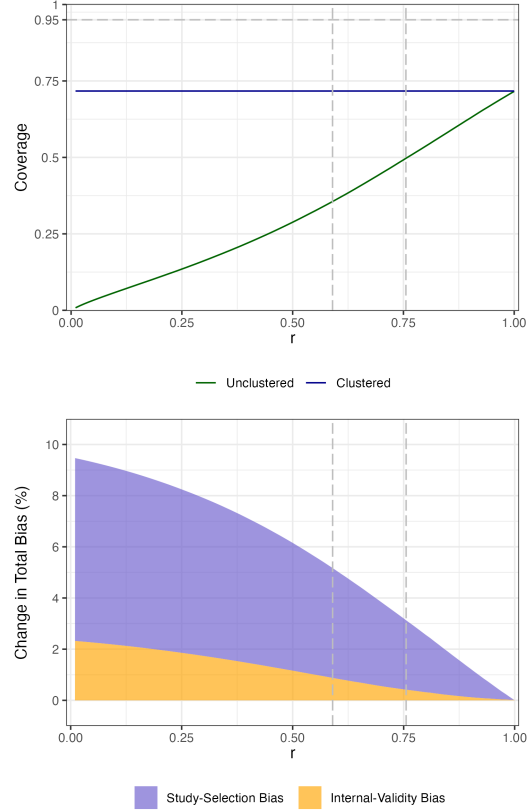 1
0.95
0.75
0.5
0.25
0
Coverage
0.00 0.25 0.50 0.75 1.00
r
Unclustered Clustered
10
8
6
4
2
0
Change in Total Bias (%)
0.00 0.25 0.50 0.75 1.00
r
Study-Selection Bias Internal-Validity Bias